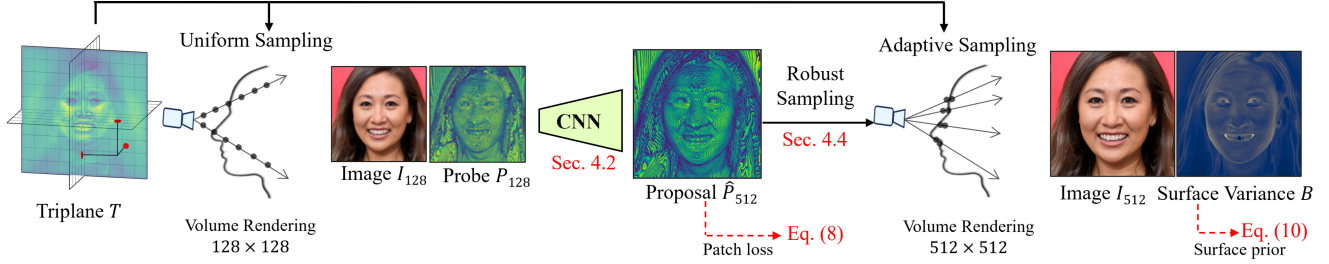 Uniform Sampling
Adaptive Sampling
Robust
Sampling
CNN
Sec. 4.2
Sec. 4.4
Triplane T
Volume Rendering
128 × 128
Image I₁₂₈
Probe P₁₂₈
Proposal P̂₅₁₂
Patch loss
Eq. (8)
Volume Rendering
512 × 512
Image I₅₁₂
Surface Variance B
Eq. (10)
Surface prior